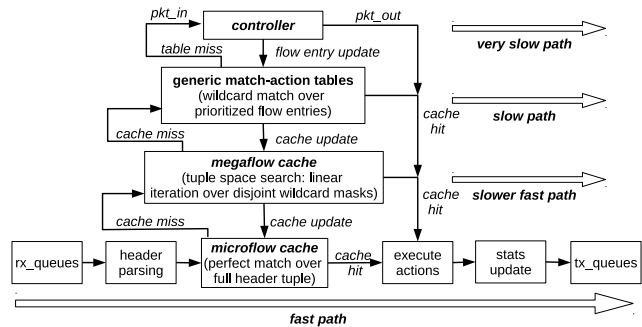 pkt_in
controller
pkt_out
very slow path
table miss
flow entry update
generic match-action tables
(wildcard match over
prioritized flow entries)
cache
hit
slow path
cache miss
cache update
megaflow cache
(tuple space search: linear
iteration over disjoint wildcard masks)
cache
hit
slower fast path
cache miss
cache update
rx_queues
header
parsing
microflow cache
(perfect match over
full header tuple)
cache
hit
execute
actions
stats
update
tx_queues
fast path